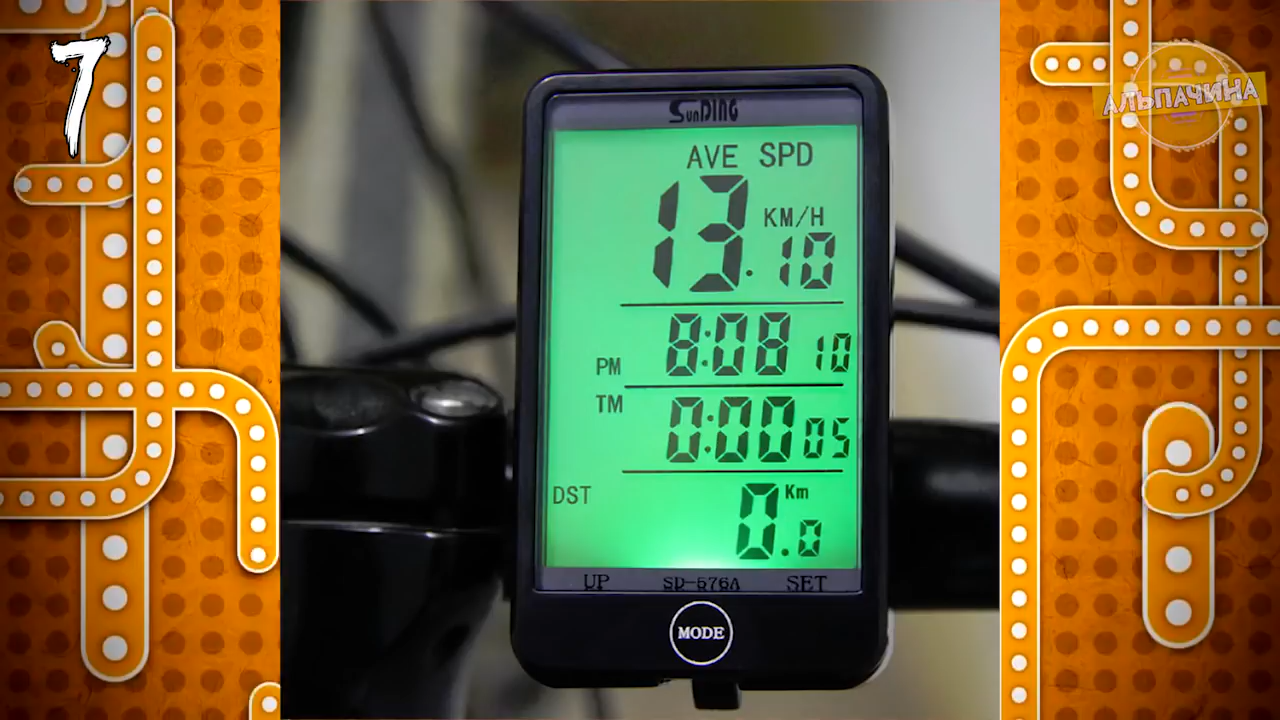 7
АЛЬПАЧИНА
SunDING
AVE SPD
13.10 KM/H
PM 8:08 10
TM 0:00 05
DST 0.0 Km
UP SD-576A SET
MODE